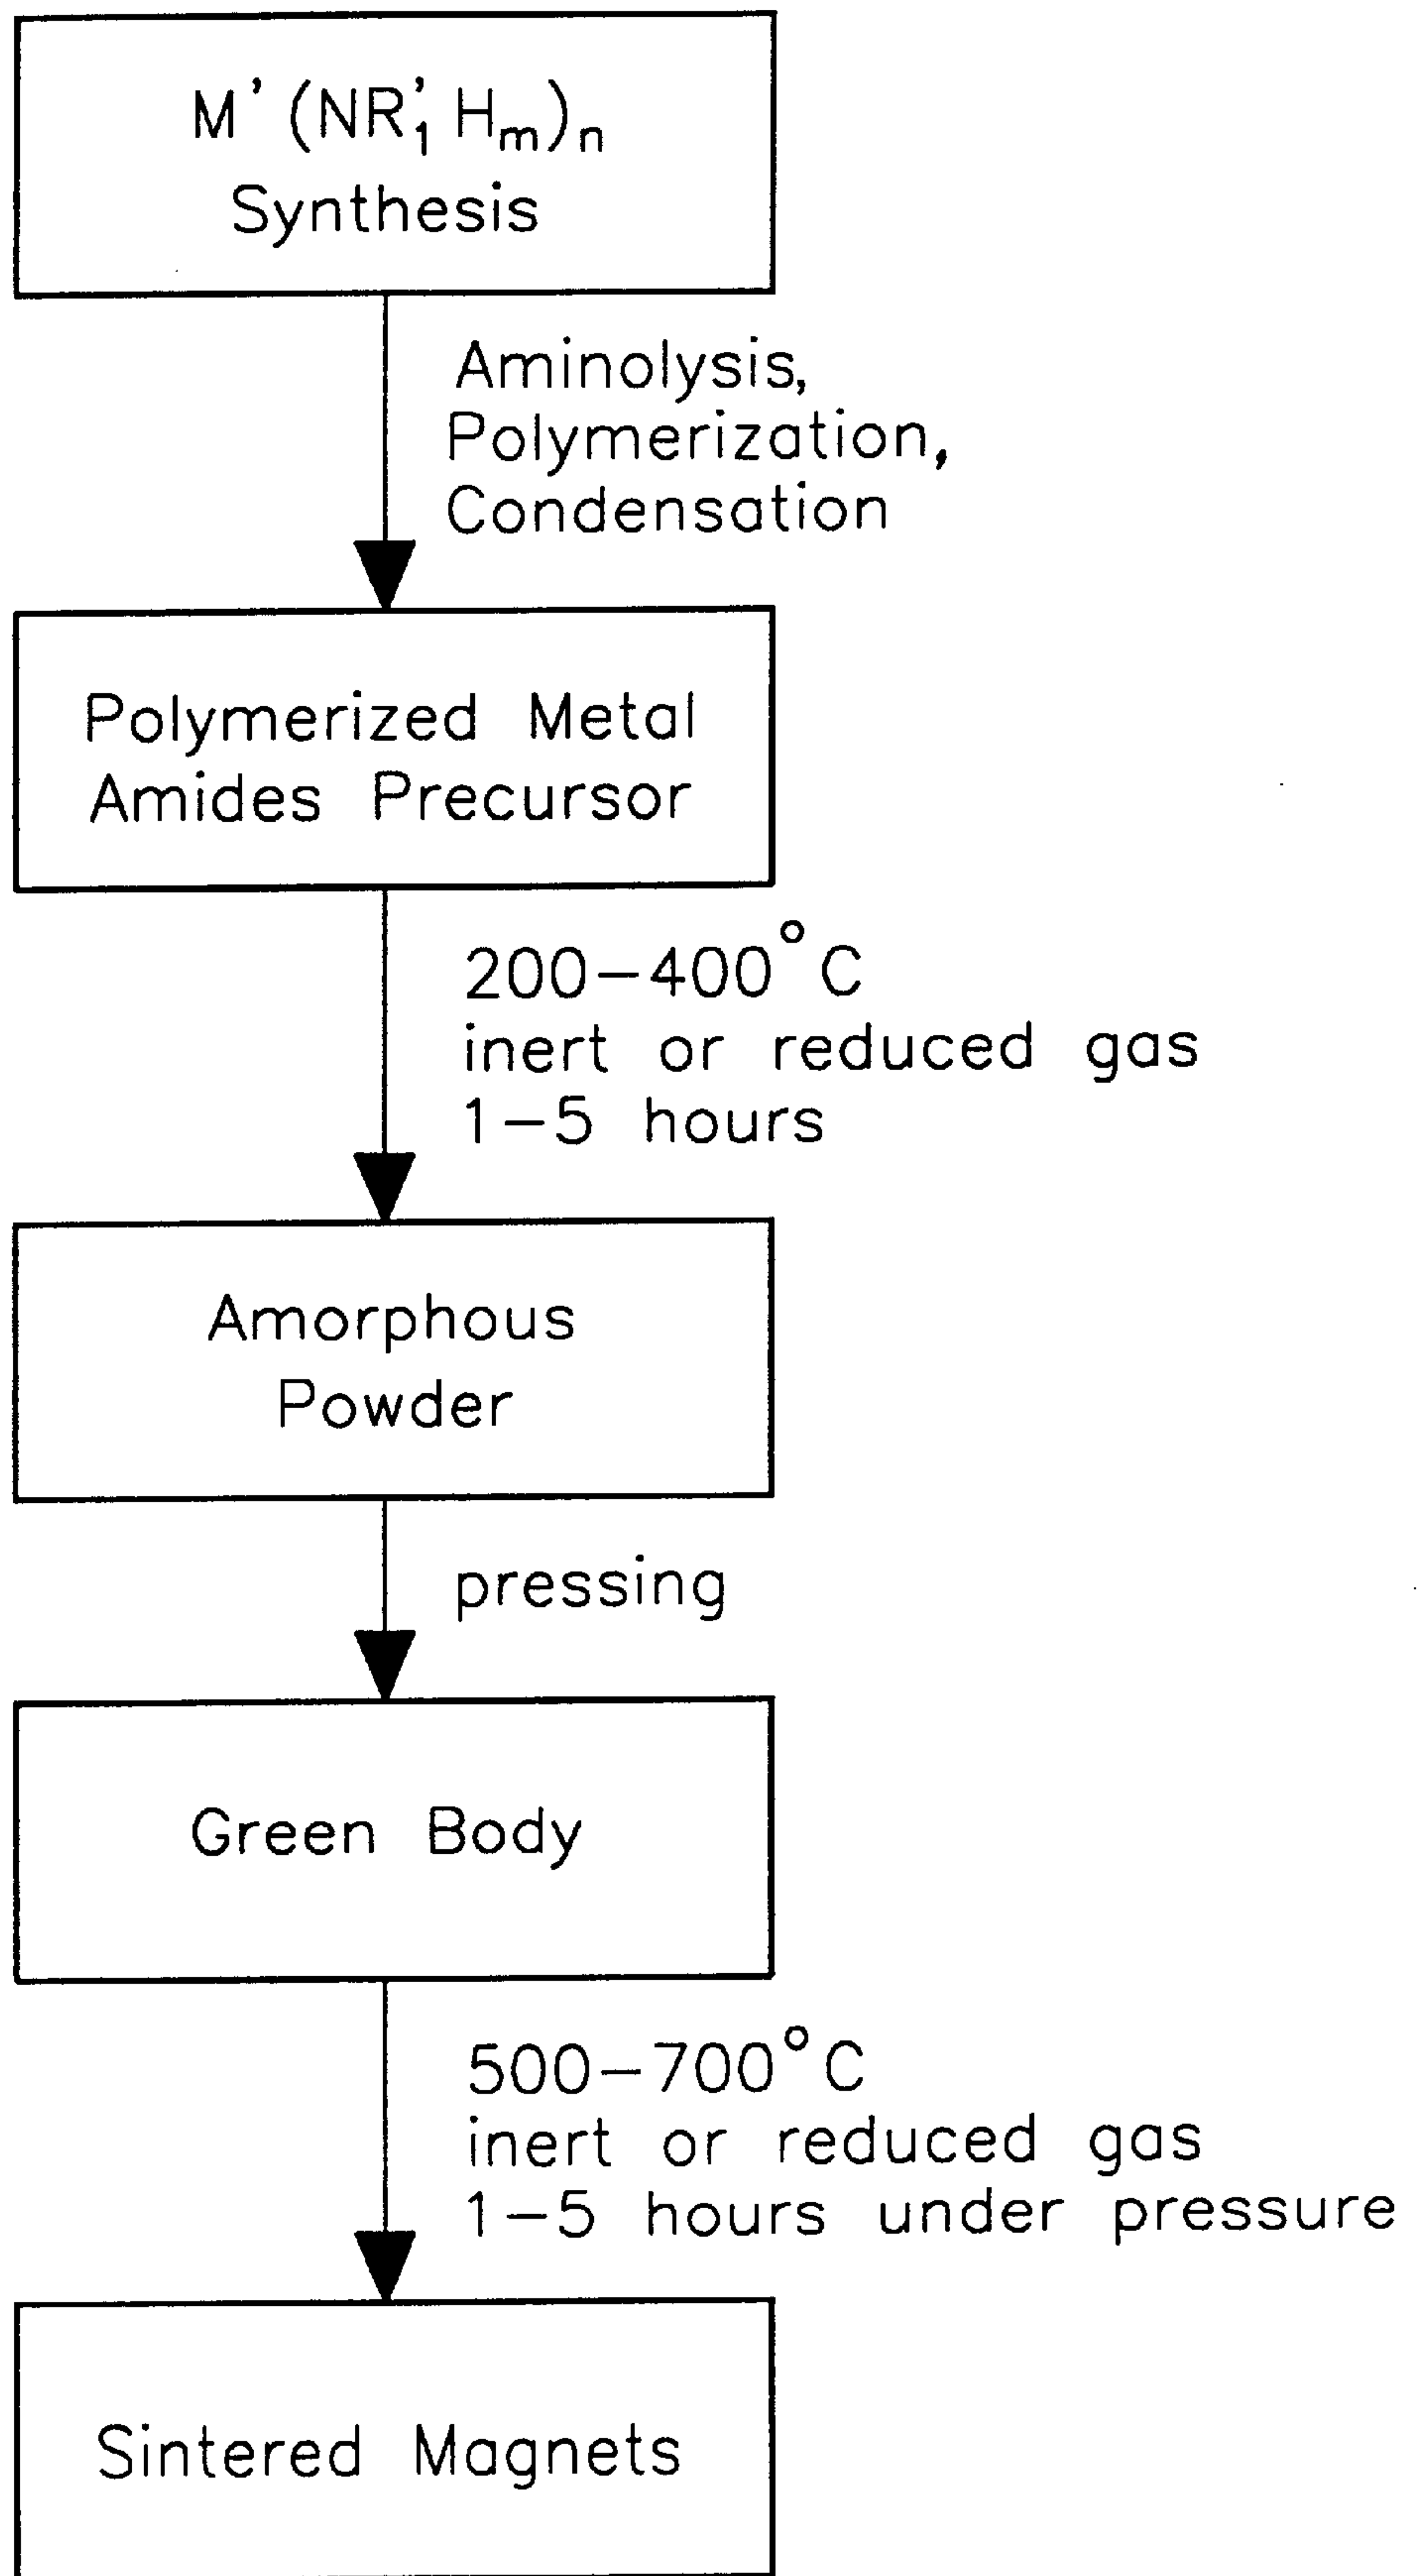 M'(NR'₁Hₘ)ₙ
Synthesis
Aminolysis,
Polymerization,
Condensation
Polymerized Metal
Amides Precursor
200-400°C
inert or reduced gas
1-5 hours
Amorphous
Powder
pressing
Green Body
500-700°C
inert or reduced gas
1-5 hours under pressure
Sintered Magnets